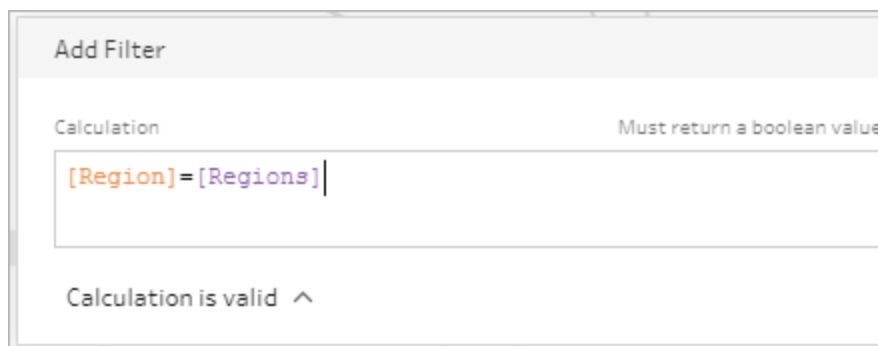 Add Filter
Calculation Must return a boolean value
[Region]=[Regions]
Calculation is valid